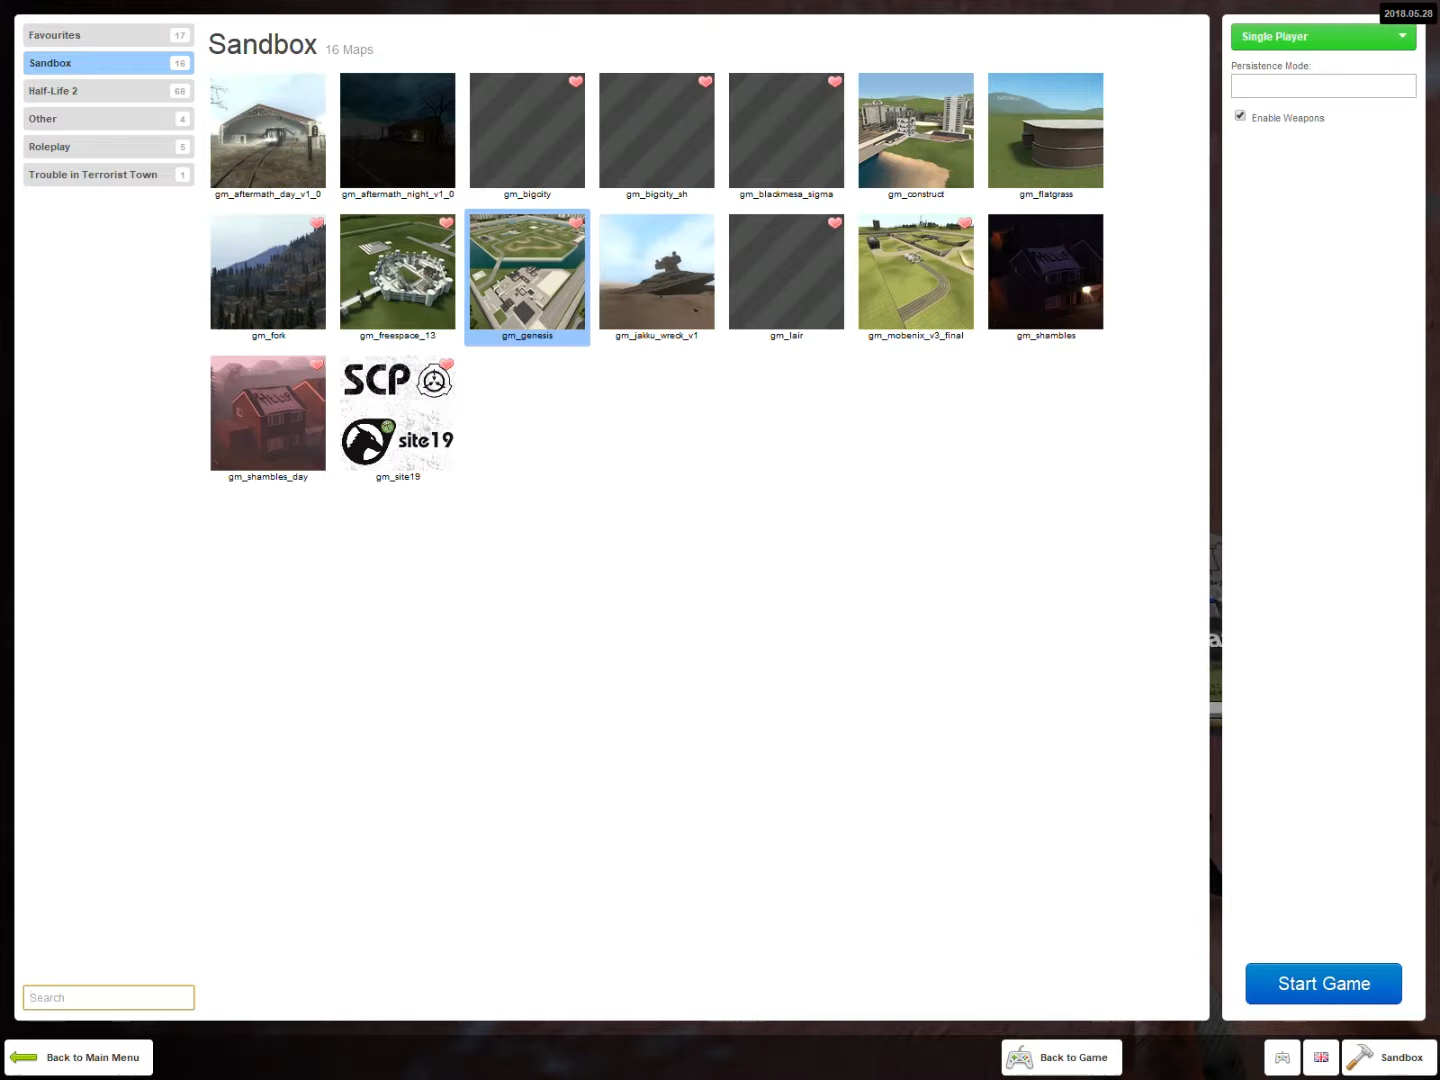 2018.05.28
Favourites 17
Sandbox 16
Half-Life 2 68
Other 4
Roleplay 5
Trouble in Terrorist Town 1
Sandbox 16 Maps
gm_aftermath_day_v1_0
gm_aftermath_night_v1_0
gm_bigcity
gm_bigcity_sh
gm_blackmesa_sigma
gm_construct
gm_flatgrass
gm_fork
gm_freespace_13
gm_genesis
gm_jakku_wreck_v1
gm_lair
gm_mobenix_v3_final
HELLO
gm_shambles
HELLO
gm_shambles_day
SCP
site19
gm_site19
Single Player
Persistence Mode:
Enable Weapons
Start Game
Search
Back to Main Menu
Back to Game
Sandbox